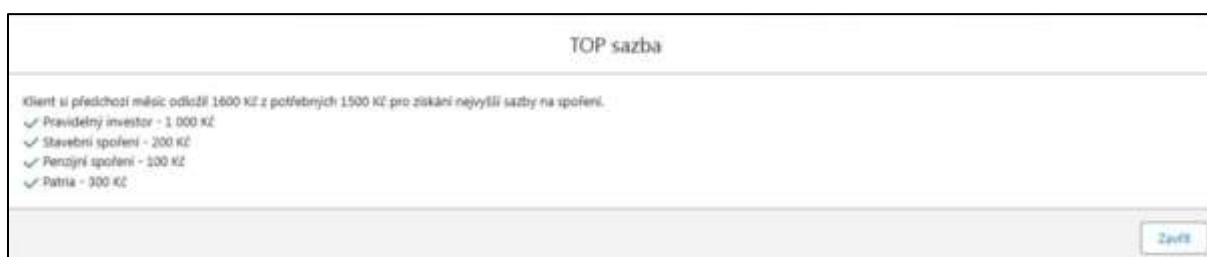 TOP sazba
Klient si předchozí měsíc odložil 1600 Kč z potřebných 1500 Kč pro získání nejvyšší sazby na spoření.
Pravidelný investor - 1 000 Kč
Stavební spoření - 200 Kč
Penzijní spoření - 100 Kč
Patria - 300 Kč
Zavřít